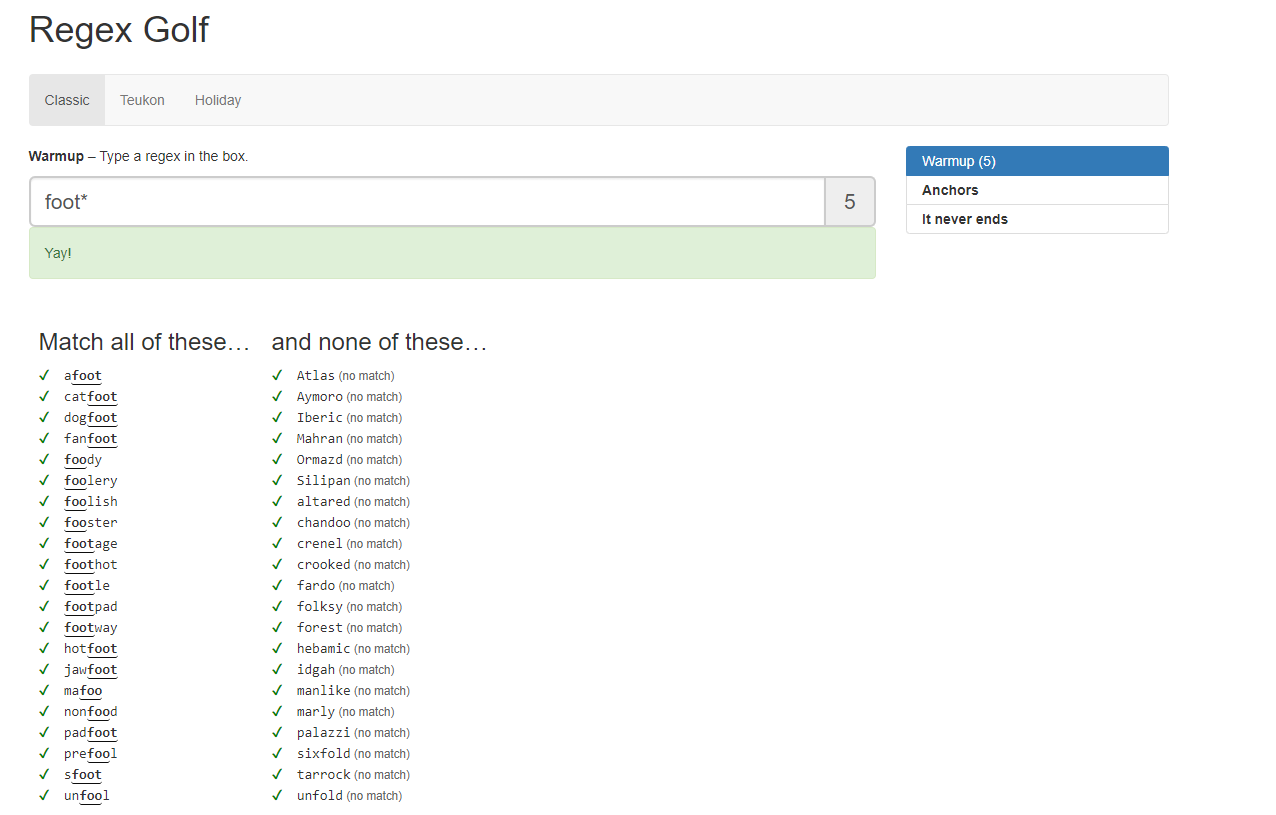 Regex Golf
Classic Teukon Holiday
Warmup – Type a regex in the box.
foot* 5
Yay!
Warmup (5)
Anchors
It never ends
Match all of these…
✓ afoot
✓ catfoot
✓ dogfoot
✓ fanfoot
✓ foody
✓ foolery
✓ foolish
✓ fooster
✓ footage
✓ foothot
✓ footle
✓ footpad
✓ footway
✓ hotfoot
✓ jawfoot
✓ mafoo
✓ nonfood
✓ padfoot
✓ prefool
✓ sfoot
✓ unfool
and none of these…
✓ Atlas (no match)
✓ Aymoro (no match)
✓ Iberic (no match)
✓ Mahran (no match)
✓ Ormazd (no match)
✓ Silipan (no match)
✓ altared (no match)
✓ chandoo (no match)
✓ crenel (no match)
✓ crooked (no match)
✓ fardo (no match)
✓ folksy (no match)
✓ forest (no match)
✓ hebamic (no match)
✓ idgah (no match)
✓ manlike (no match)
✓ marly (no match)
✓ palazzi (no match)
✓ sixfold (no match)
✓ tarrock (no match)
✓ unfold (no match)